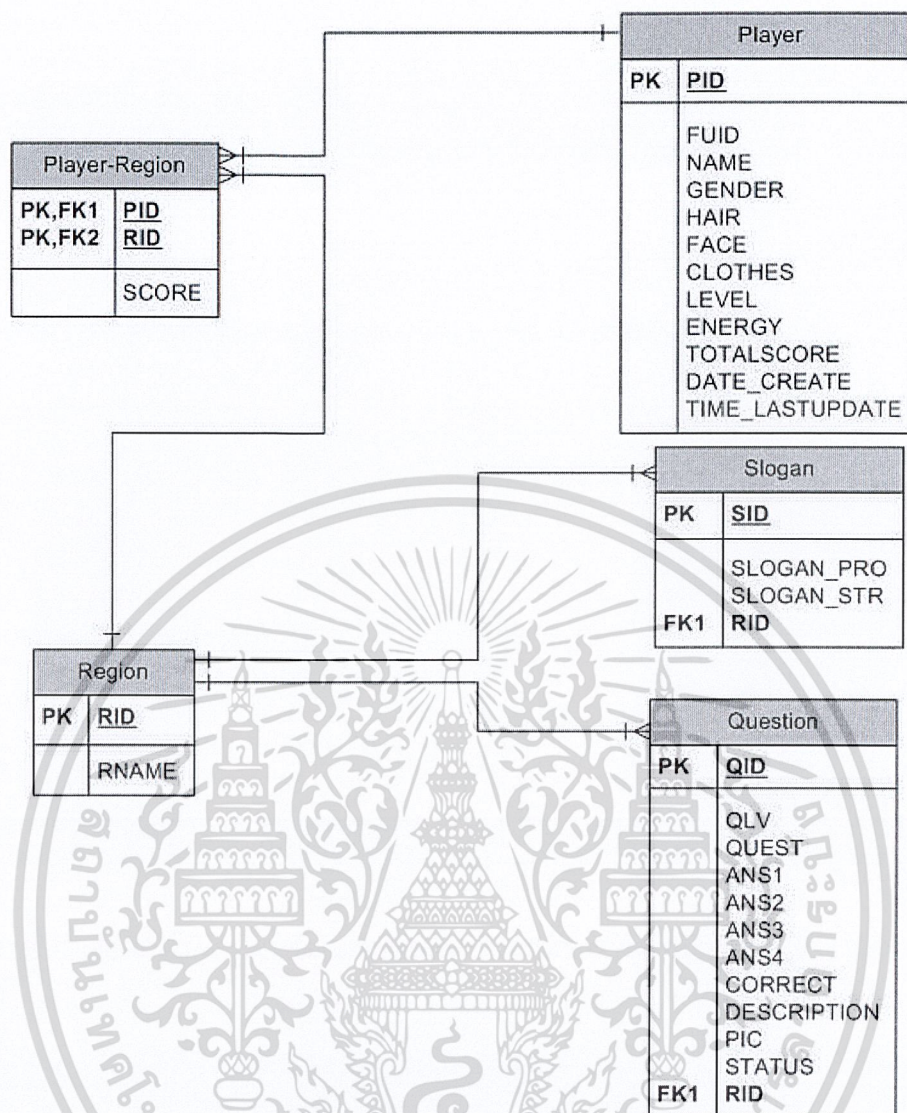 Player
PK PID
FUID
NAME
GENDER
HAIR
FACE
CLOTHES
LEVEL
ENERGY
TOTALSCORE
DATE_CREATE
TIME_LASTUPDATE
Player-Region
PK,FK1 PID
PK,FK2 RID
SCORE
Slogan
PK SID
SLOGAN_PRO
SLOGAN_STR
FK1 RID
Region
PK RID
RNAME
Question
PK QID
QLV
QUEST
ANS1
ANS2
ANS3
ANS4
CORRECT
DESCRIPTION
PIC
STATUS
FK1 RID